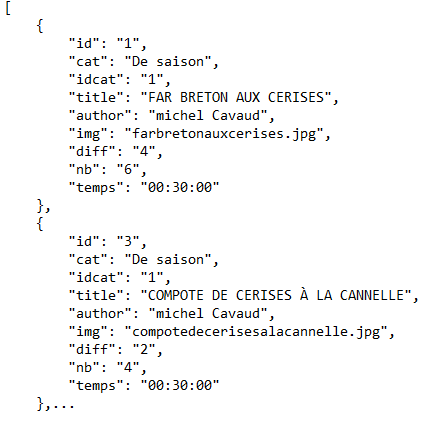 [
    {
        "id": "1",
        "cat": "De saison",
        "idcat": "1",
        "title": "FAR BRETON AUX CERISES",
        "author": "michel Cavaud",
        "img": "farbretonauxcerises.jpg",
        "diff": "4",
        "nb": "6",
        "temps": "00:30:00"
    },
    {
        "id": "3",
        "cat": "De saison",
        "idcat": "1",
        "title": "COMPOTE DE CERISES À LA CANNELLE",
        "author": "michel Cavaud",
        "img": "compotedecerisesalacannelle.jpg",
        "diff": "2",
        "nb": "4",
        "temps": "00:30:00"
    },...